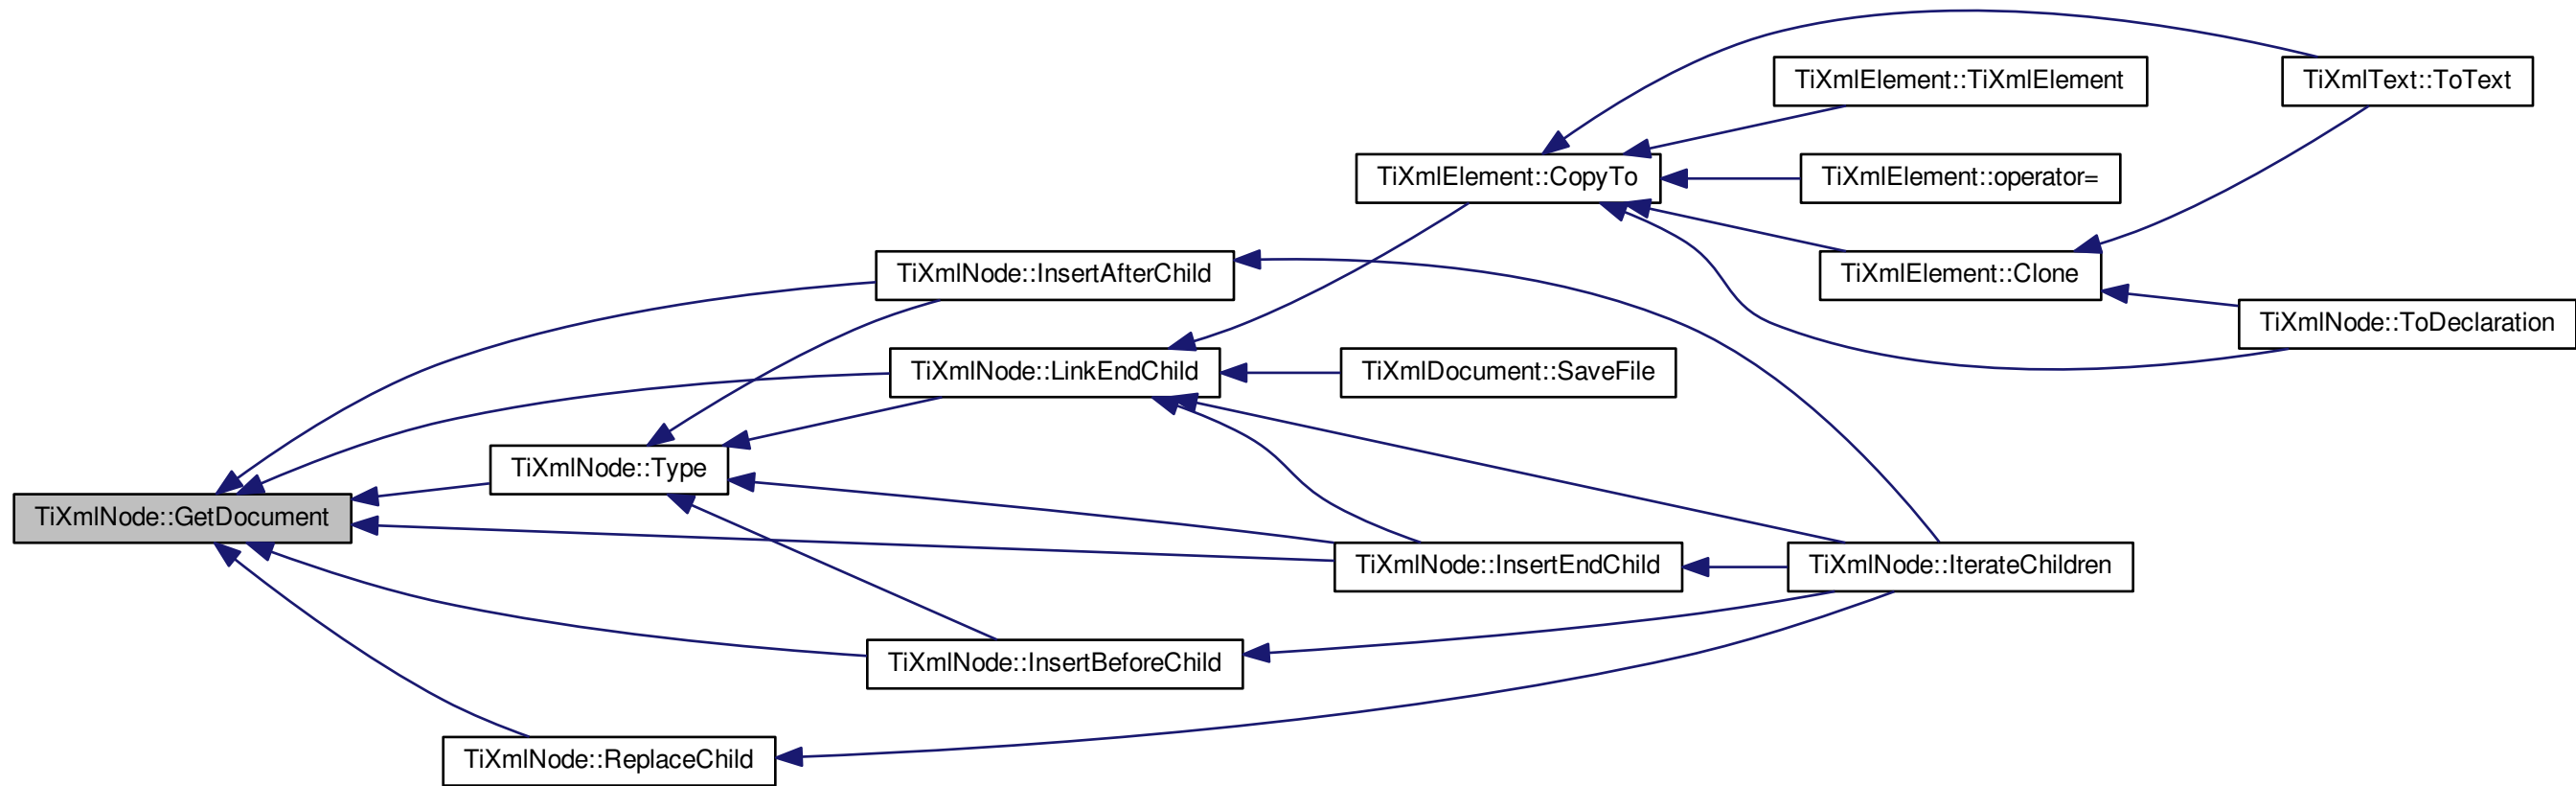 TiXmlElement::TiXmlElement
TiXmlText::ToText
TiXmlElement::CopyTo
TiXmlElement::operator=
TiXmlNode::InsertAfterChild
TiXmlElement::Clone
TiXmlNode::ToDeclaration
TiXmlNode::LinkEndChild
TiXmlDocument::SaveFile
TiXmlNode::Type
TiXmlNode::GetDocument
TiXmlNode::InsertEndChild
TiXmlNode::IterateChildren
TiXmlNode::InsertBeforeChild
TiXmlNode::ReplaceChild